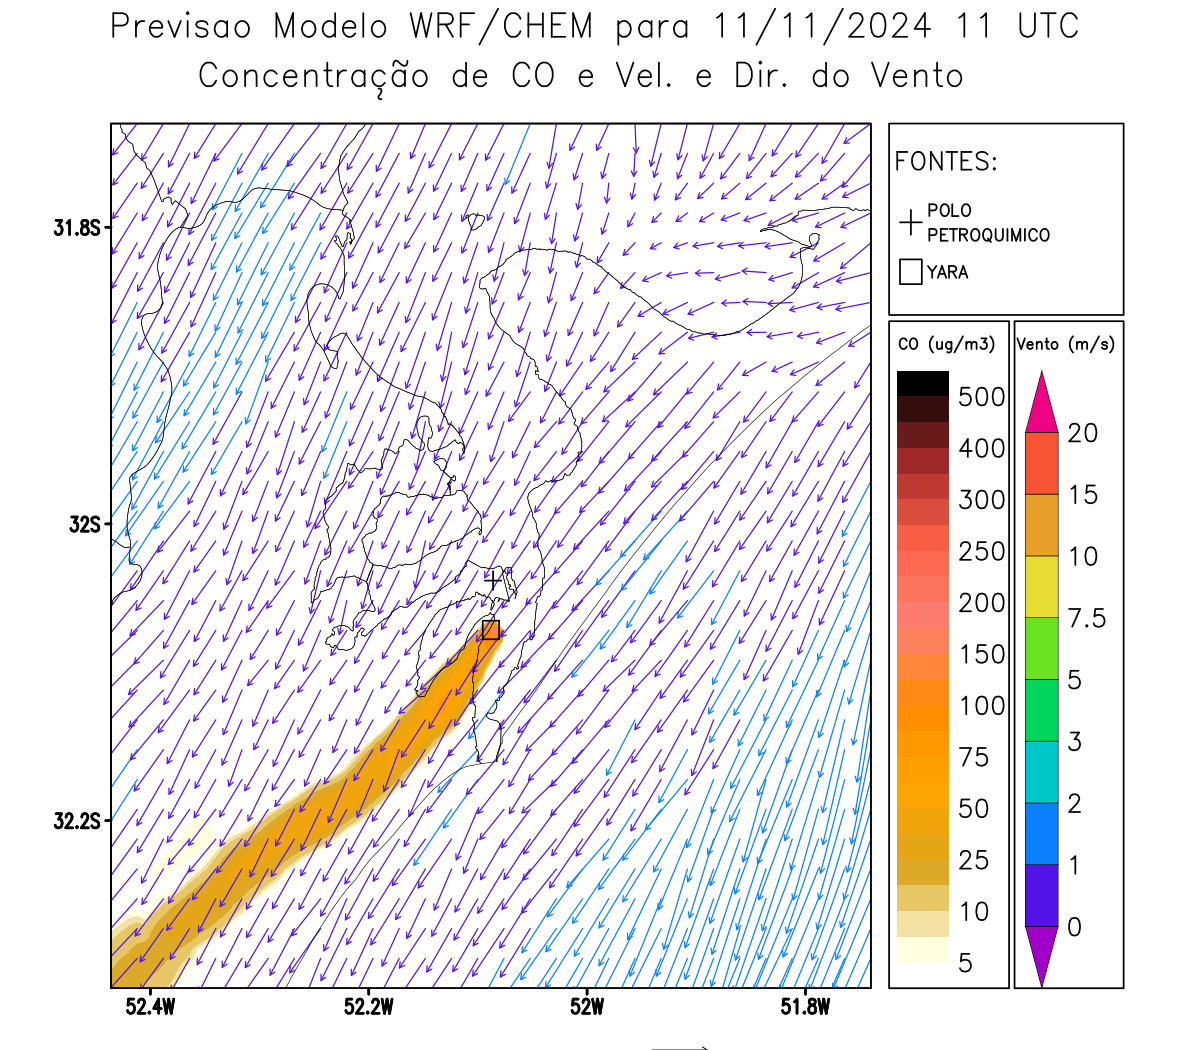 Previsao Modelo WRF/CHEM para 11/11/2024 11 UTC
Concentração de CO e Vel. e Dir. do Vento
FONTES:
POLO
PETROQUIMICO
YARA
CO (ug/m3)
500
400
300
250
200
150
100
75
50
25
10
5
Vento (m/s)
20
15
10
7.5
5
3
2
1
0
31.8S
32S
32.2S
52.4W
52.2W
52W
51.8W